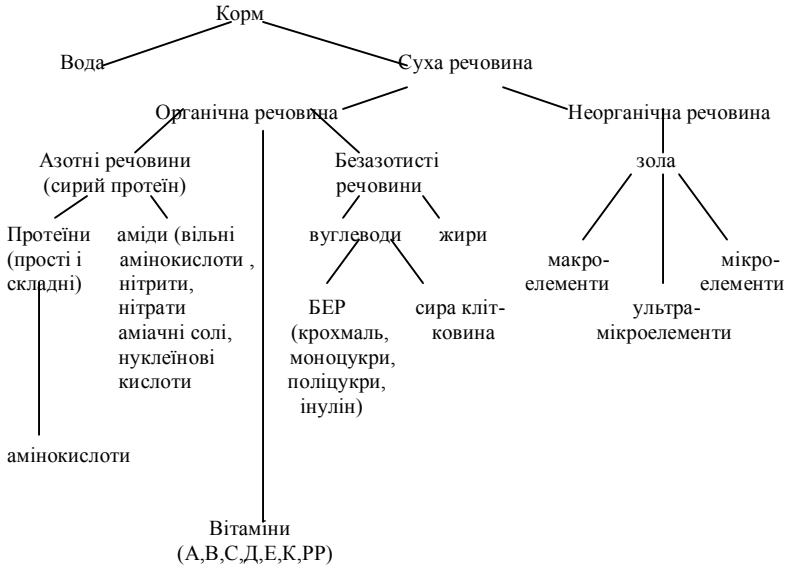 Корм
Вода
Суха речовина
Органічна речовина
Неорганічна речовина
Азотні речовини
(сирий протеїн)
Безазотисті
речовини
зола
Протеїни
(прості і
складні)
аміди (вільні
амінокислоти ,
нітрити,
нітрати
аміачні солі,
нуклеїнові
кислоти
вуглеводи
жири
макро-
елементи
мікро-
елементи
БЕР
(крохмаль,
моноцукри,
поліцукри,
інулін)
сира кліт-
ковина
ультра-
мікроелементи
амінокислоти
Вітаміни
(А,В,С,Д,Е,К,РР)